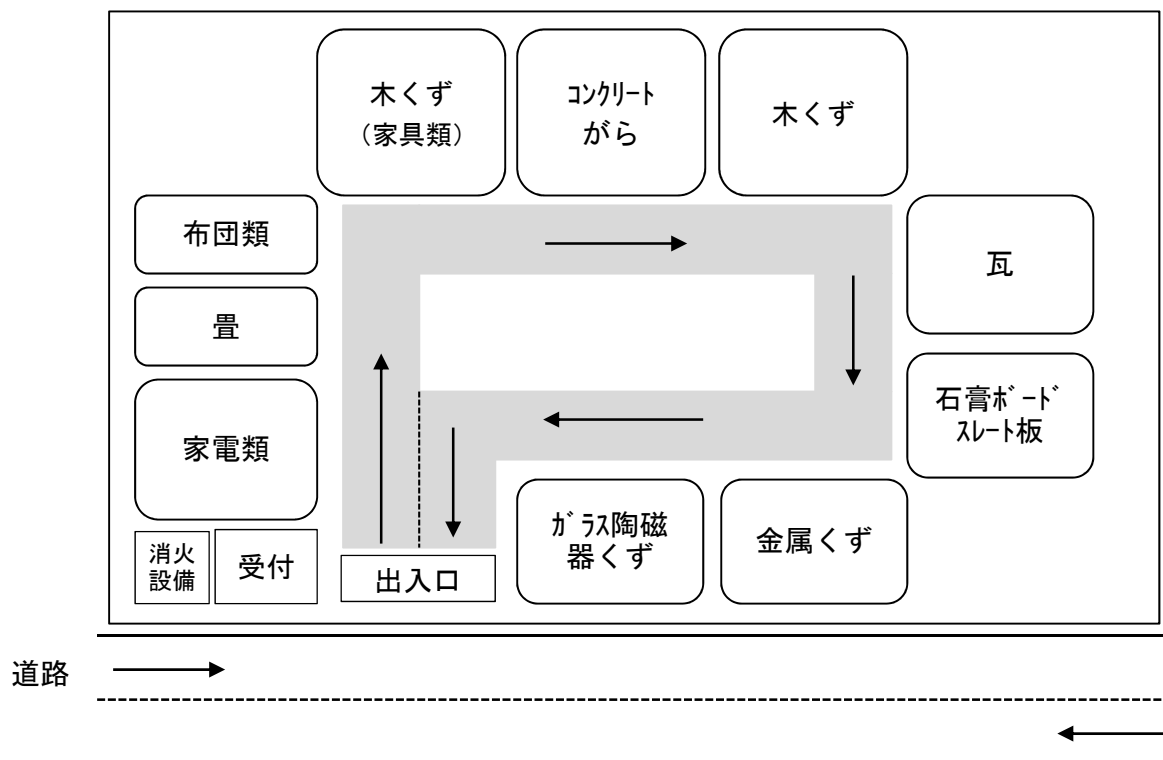 木くず
（家具類）
ｺﾝｸﾘｰﾄ
がら
木くず
布団類
瓦
畳
石膏ﾎﾞｰﾄﾞ
ｽﾚｰﾄ板
家電類
ｶﾞﾗｽ陶磁
器くず
金属くず
消火
設備
受付
出入口
道路